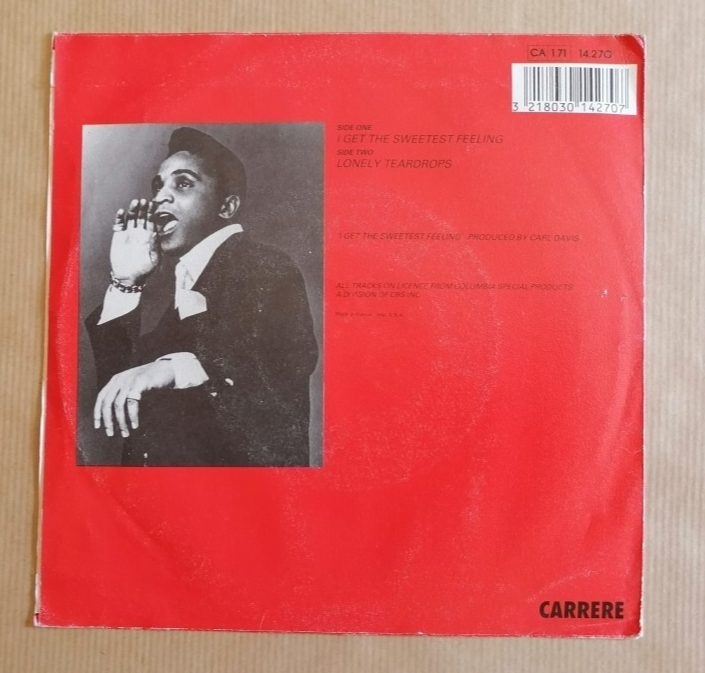 CA 171 14.270
3 218030 142707
SIDE ONE
I GET THE SWEETEST FEELING
SIDE TWO
LONELY TEARDROPS
'I GET THE SWEETEST FEELING' PRODUCED BY CARL DAVIS
ALL TRACKS ON LICENCE FROM COLUMBIA SPECIAL PRODUCTS
A DIVISION OF CBS INC.
CARRERE